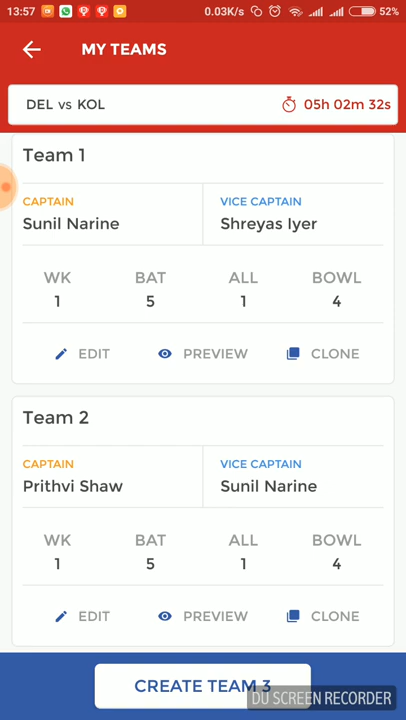 13:57 0.03K/s 52%
MY TEAMS
DEL vs KOL 05h 02m 32s
Team 1
CAPTAIN VICE CAPTAIN
Sunil Narine Shreyas Iyer
WK BAT ALL BOWL
1 5 1 4
EDIT PREVIEW CLONE
Team 2
CAPTAIN VICE CAPTAIN
Prithvi Shaw Sunil Narine
WK BAT ALL BOWL
1 5 1 4
EDIT PREVIEW CLONE
CREATE TEAM 3
DU SCREEN RECORDER